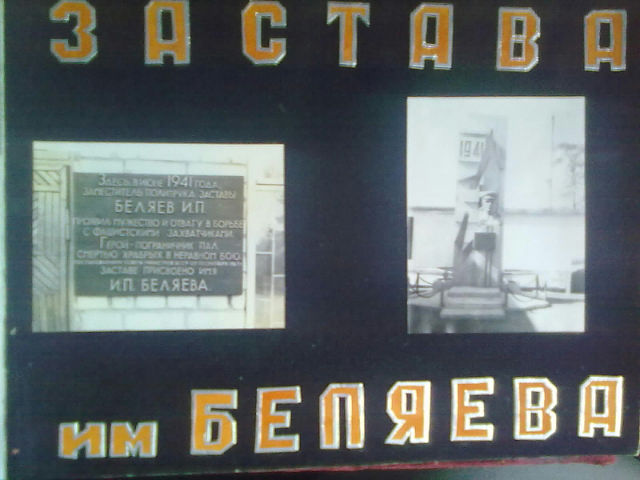 ЗАСТАВА
ЗДЕСЬ В ИЮНЕ 1941 ГОДА
ЗАМЕСТИТЕЛЬ ПОЛИТРУКА ЗАСТАВЫ
БЕЛЯЕВ И.П.
ПРОЯВИЛ МУЖЕСТВО И ОТВАГУ В БОРЬБЕ
С ФАШИСТСКИМИ ЗАХВАТЧИКАМИ.
ГЕРОЙ-ПОГРАНИЧНИК ПАЛ
СМЕРТЬЮ ХРАБРЫХ В НЕРАВНОМ БОЮ.
ЗАСТАВЕ ПРИСВОЕНО ИМЯ
И.П. БЕЛЯЕВА.
1941
им БЕЛЯЕВА